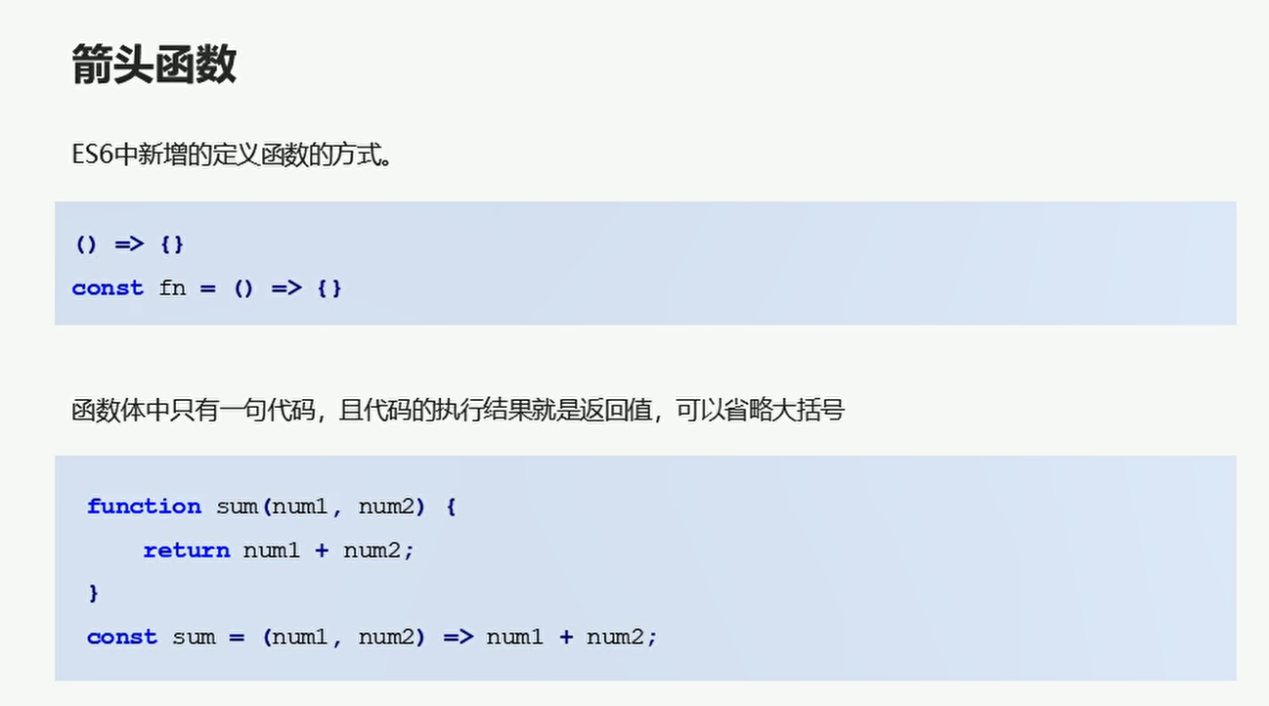 箭头函数
ES6中新增的定义函数的方式。
() => {}
const fn = () => {}
函数体中只有一句代码，且代码的执行结果就是返回值，可以省略大括号
function sum(num1, num2) {
    return num1 + num2;
}
const sum = (num1, num2) => num1 + num2;